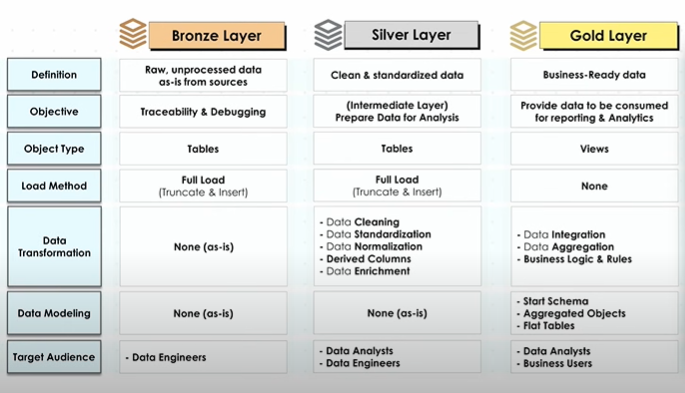 Bronze Layer
Silver Layer
Gold Layer
Definition
Raw, unprocessed data
as-is from sources
Clean & standardized data
Business-Ready data
Objective
Traceability & Debugging
(Intermediate Layer)
Prepare Data for Analysis
Provide data to be consumed
for reporting & Analytics
Object Type
Tables
Tables
Views
Load Method
Full Load
(Truncate & Insert)
Full Load
(Truncate & Insert)
None
Data
Transformation
None (as-is)
- Data Cleaning
- Data Standardization
- Data Normalization
- Derived Columns
- Data Enrichment
- Data Integration
- Data Aggregation
- Business Logic & Rules
Data Modeling
None (as-is)
None (as-is)
- Start Schema
- Aggregated Objects
- Flat Tables
Target Audience
- Data Engineers
- Data Analysts
- Data Engineers
- Data Analysts
- Business Users